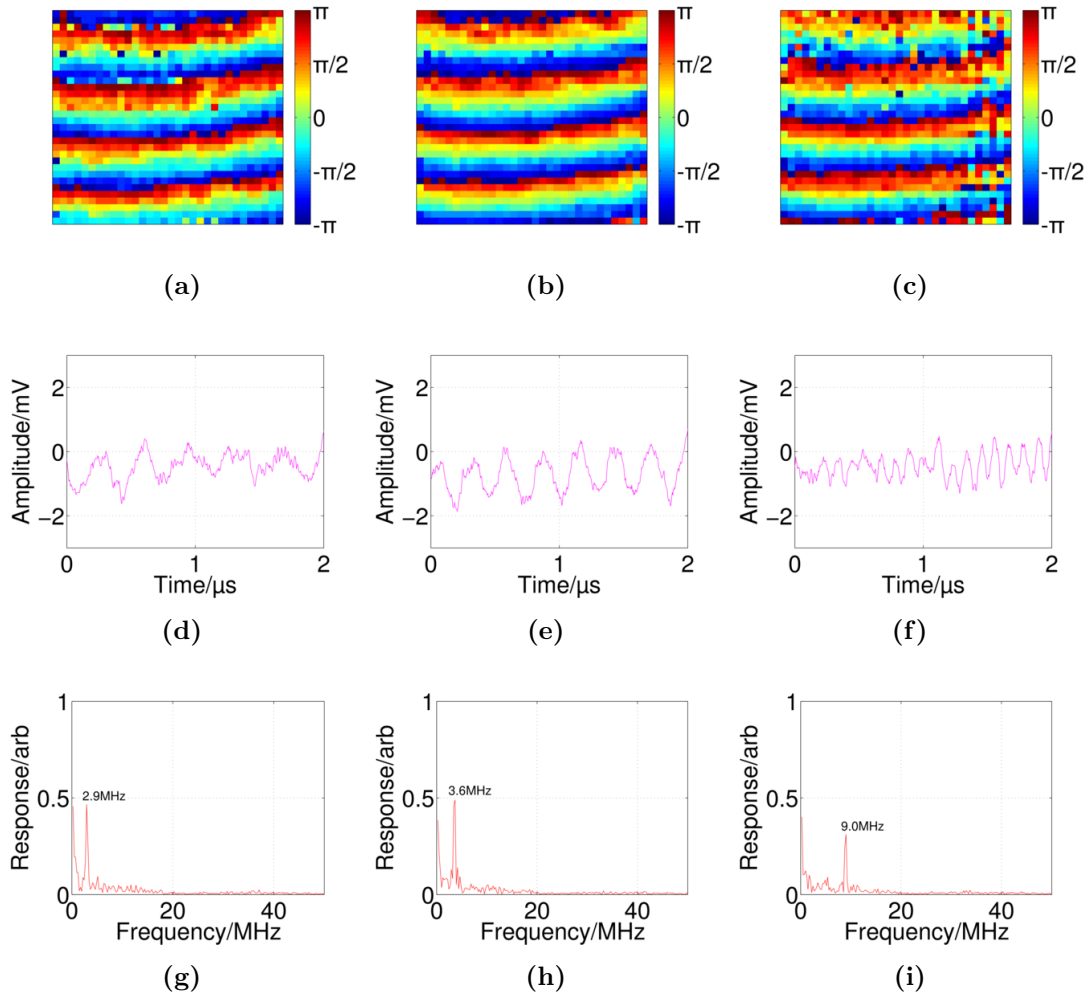 π π π
π/2 π/2 π/2
0 0 0
-π/2 -π/2 -π/2
-π -π -π
(a) (b) (c)
Amplitude/mV Amplitude/mV Amplitude/mV
2 2 2
0 0 0
−2 −2 −2
0 1 2 0 1 2 0 1 2
Time/µs Time/µs Time/µs
(d) (e) (f)
Response/arb Response/arb Response/arb
1 1 1
0.5 2.9MHz 0.5 3.6MHz 0.5 9.0MHz
0 0 0
0 20 40 0 20 40 0 20 40
Frequency/MHz Frequency/MHz Frequency/MHz
(g) (h) (i)